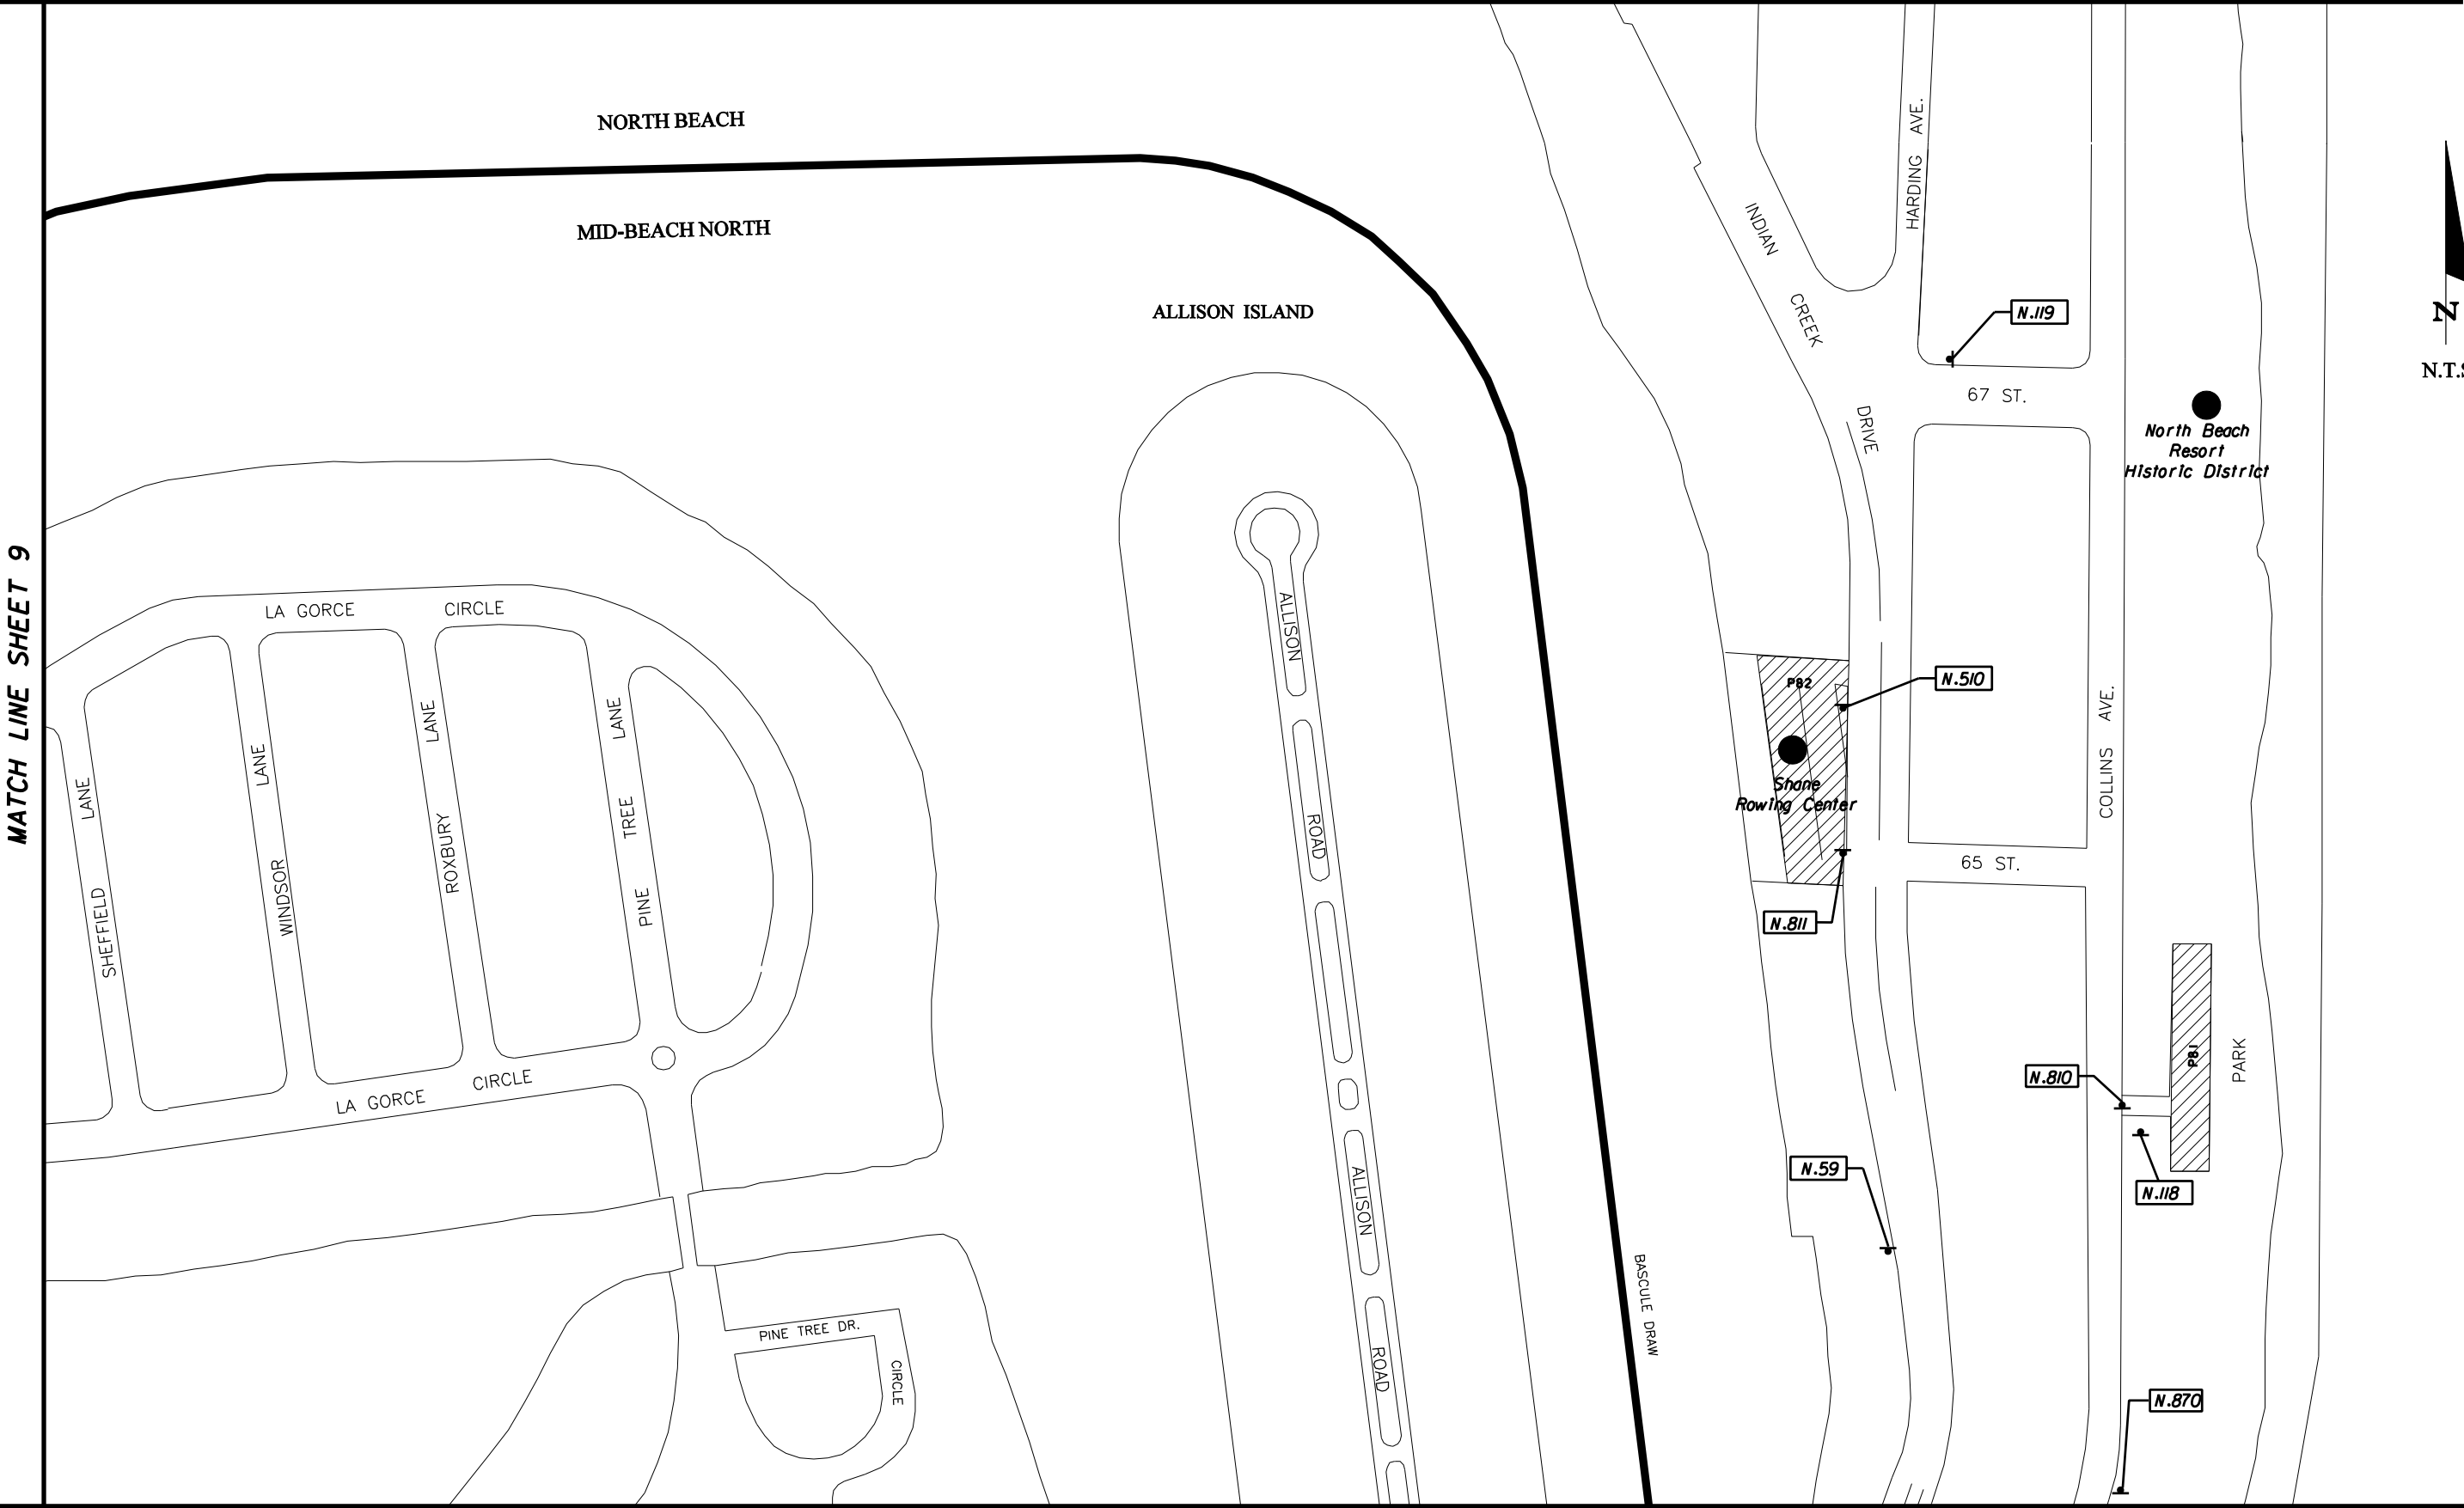 NORTH BEACH
MID-BEACH NORTH
ALLISON ISLAND
INDIAN
CREEK
DRIVE
HARDING AVE.
N.119
67 ST.
North Beach
Resort
Historic District
N
MATCH LINE SHEET 9
LA GORCE CIRCLE
SHEFFIELD LANE
WINDSOR LANE
ROXBURY LANE
PINE TREE LANE
LA GORCE CIRCLE
ALLISON
ROAD
ALLISON
ROAD
P82
N.510
Shane
Rowing Center
N.811
COLLINS AVE.
65 ST.
P81
PARK
N.810
N.118
N.59
BASCULE DRAW
PINE TREE DR.
CIRCLE
N.870